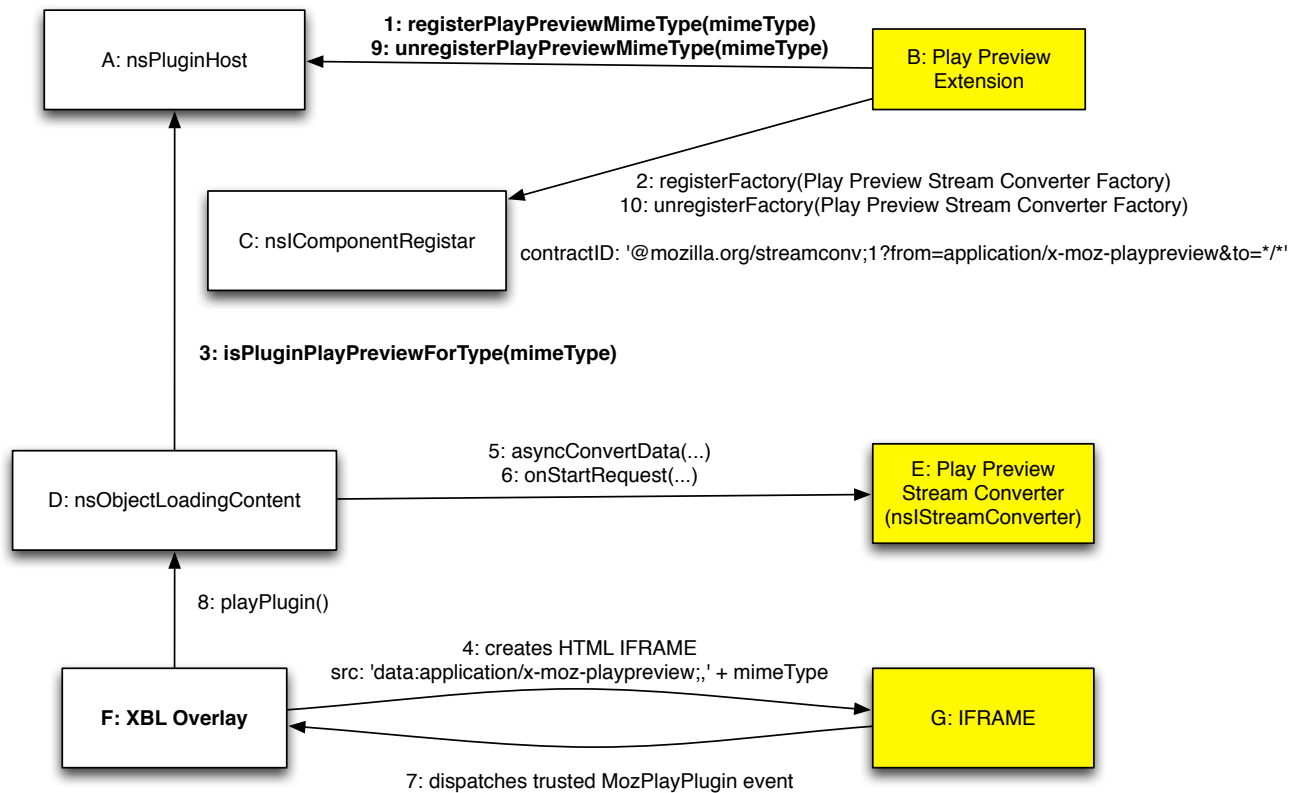 1: registerPlayPreviewMimeType(mimeType)
9: unregisterPlayPreviewMimeType(mimeType)
A: nsPluginHost
B: Play Preview
Extension
2: registerFactory(Play Preview Stream Converter Factory)
10: unregisterFactory(Play Preview Stream Converter Factory)
C: nsIComponentRegistar
contractID: '@mozilla.org/streamconv;1?from=application/x-moz-playpreview&to=*/*'
3: isPluginPlayPreviewForType(mimeType)
5: asyncConvertData(...)
6: onStartRequest(...)
D: nsObjectLoadingContent
E: Play Preview
Stream Converter
(nsIStreamConverter)
8: playPlugin()
4: creates HTML IFRAME
src: 'data:application/x-moz-playpreview;,' + mimeType
F: XBL Overlay
G: IFRAME
7: dispatches trusted MozPlayPlugin event